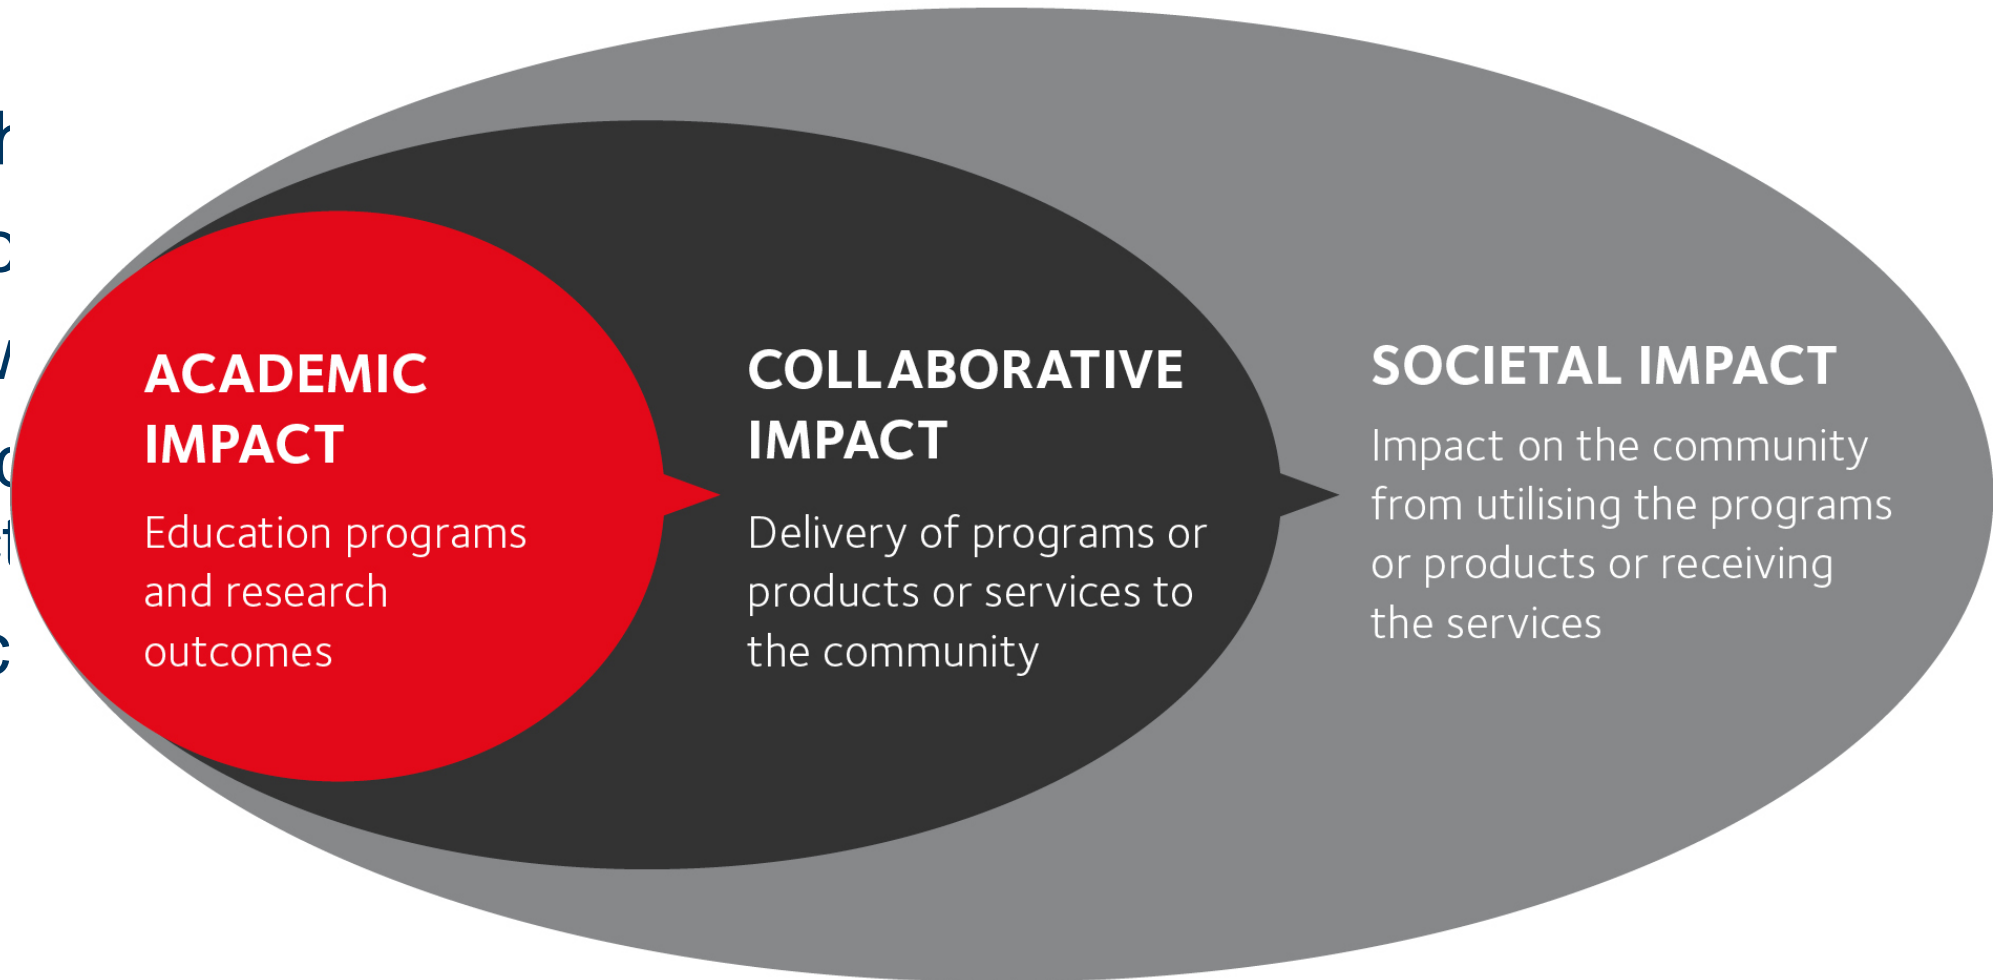 ACADEMIC
IMPACT
Education programs
and research
outcomes
COLLABORATIVE
IMPACT
Delivery of programs or
products or services to
the community
SOCIETAL IMPACT
Impact on the community
from utilising the programs
or products or receiving
the services